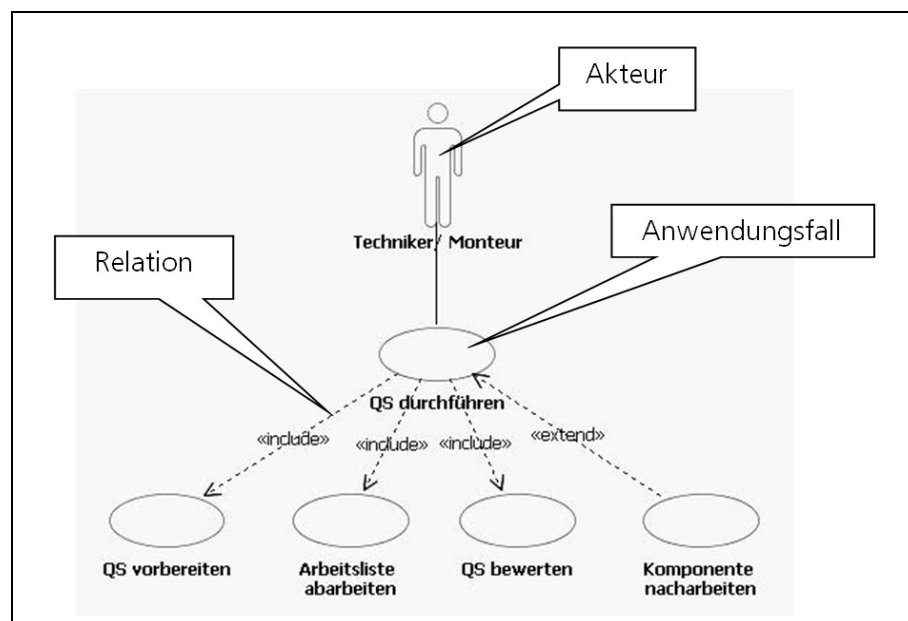 Akteur
Techniker/ Monteur
Anwendungsfall
Relation
QS durchführen
«include»
«include»
«include»
«extend»
QS vorbereiten
Arbeitsliste
abarbeiten
QS bewerten
Komponente
nacharbeiten